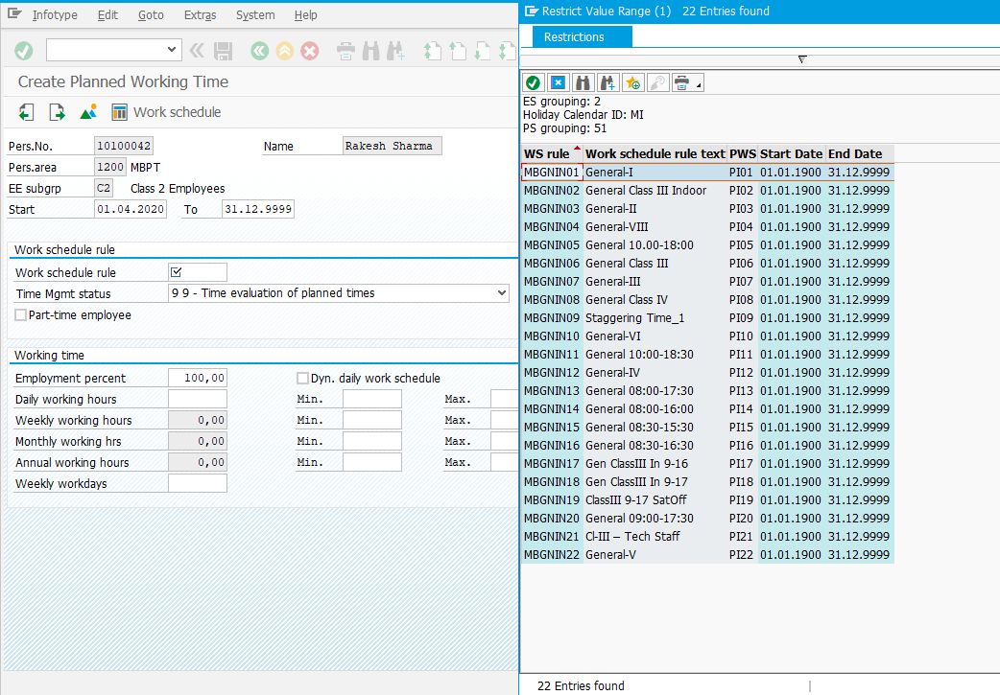 Infotype Edit Goto Extras System Help
Create Planned Working Time
Work schedule
Pers.No. 10100042 Name Rakesh Sharma
Pers.area 1200 MBPT
EE subgrp C2 Class 2 Employees
Start 01.04.2020 To 31.12.9999
Work schedule rule
Work schedule rule
Time Mgmt status 9 9 - Time evaluation of planned times
Part-time employee
Working time
Employment percent 100,00 Dyn. daily work schedule
Daily working hours Min. Max.
Weekly working hours 0,00 Min. Max.
Monthly working hrs 0,00 Min. Max.
Annual working hours 0,00 Min. Max.
Weekly workdays
Restrict Value Range (1) 22 Entries found
Restrictions
ES grouping: 2
Holiday Calendar ID: MI
PS grouping: 51
WS rule Work schedule rule text PWS Start Date End Date
MBGNIN01 General-I PI01 01.01.1900 31.12.9999
MBGNIN02 General Class III Indoor PI02 01.01.1900 31.12.9999
MBGNIN03 General-II PI03 01.01.1900 31.12.9999
MBGNIN04 General-VIII PI04 01.01.1900 31.12.9999
MBGNIN05 General 10.00-18:00 PI05 01.01.1900 31.12.9999
MBGNIN06 General Class III PI06 01.01.1900 31.12.9999
MBGNIN07 General-III PI07 01.01.1900 31.12.9999
MBGNIN08 General Class IV PI08 01.01.1900 31.12.9999
MBGNIN09 Staggering Time_1 PI09 01.01.1900 31.12.9999
MBGNIN10 General-VI PI10 01.01.1900 31.12.9999
MBGNIN11 General 10:00-18:30 PI11 01.01.1900 31.12.9999
MBGNIN12 General-IV PI12 01.01.1900 31.12.9999
MBGNIN13 General 08:00-17:30 PI13 01.01.1900 31.12.9999
MBGNIN14 General 08:00-16:00 PI14 01.01.1900 31.12.9999
MBGNIN15 General 08:30-15:30 PI15 01.01.1900 31.12.9999
MBGNIN16 General 08:30-16:30 PI16 01.01.1900 31.12.9999
MBGNIN17 Gen ClassIII In 9-16 PI17 01.01.1900 31.12.9999
MBGNIN18 Gen ClassIII In 9-17 PI18 01.01.1900 31.12.9999
MBGNIN19 ClassIII 9-17 SatOff PI19 01.01.1900 31.12.9999
MBGNIN20 General 09:00-17:30 PI20 01.01.1900 31.12.9999
MBGNIN21 Cl-III – Tech Staff PI21 01.01.1900 31.12.9999
MBGNIN22 General-V PI22 01.01.1900 31.12.9999
22 Entries found